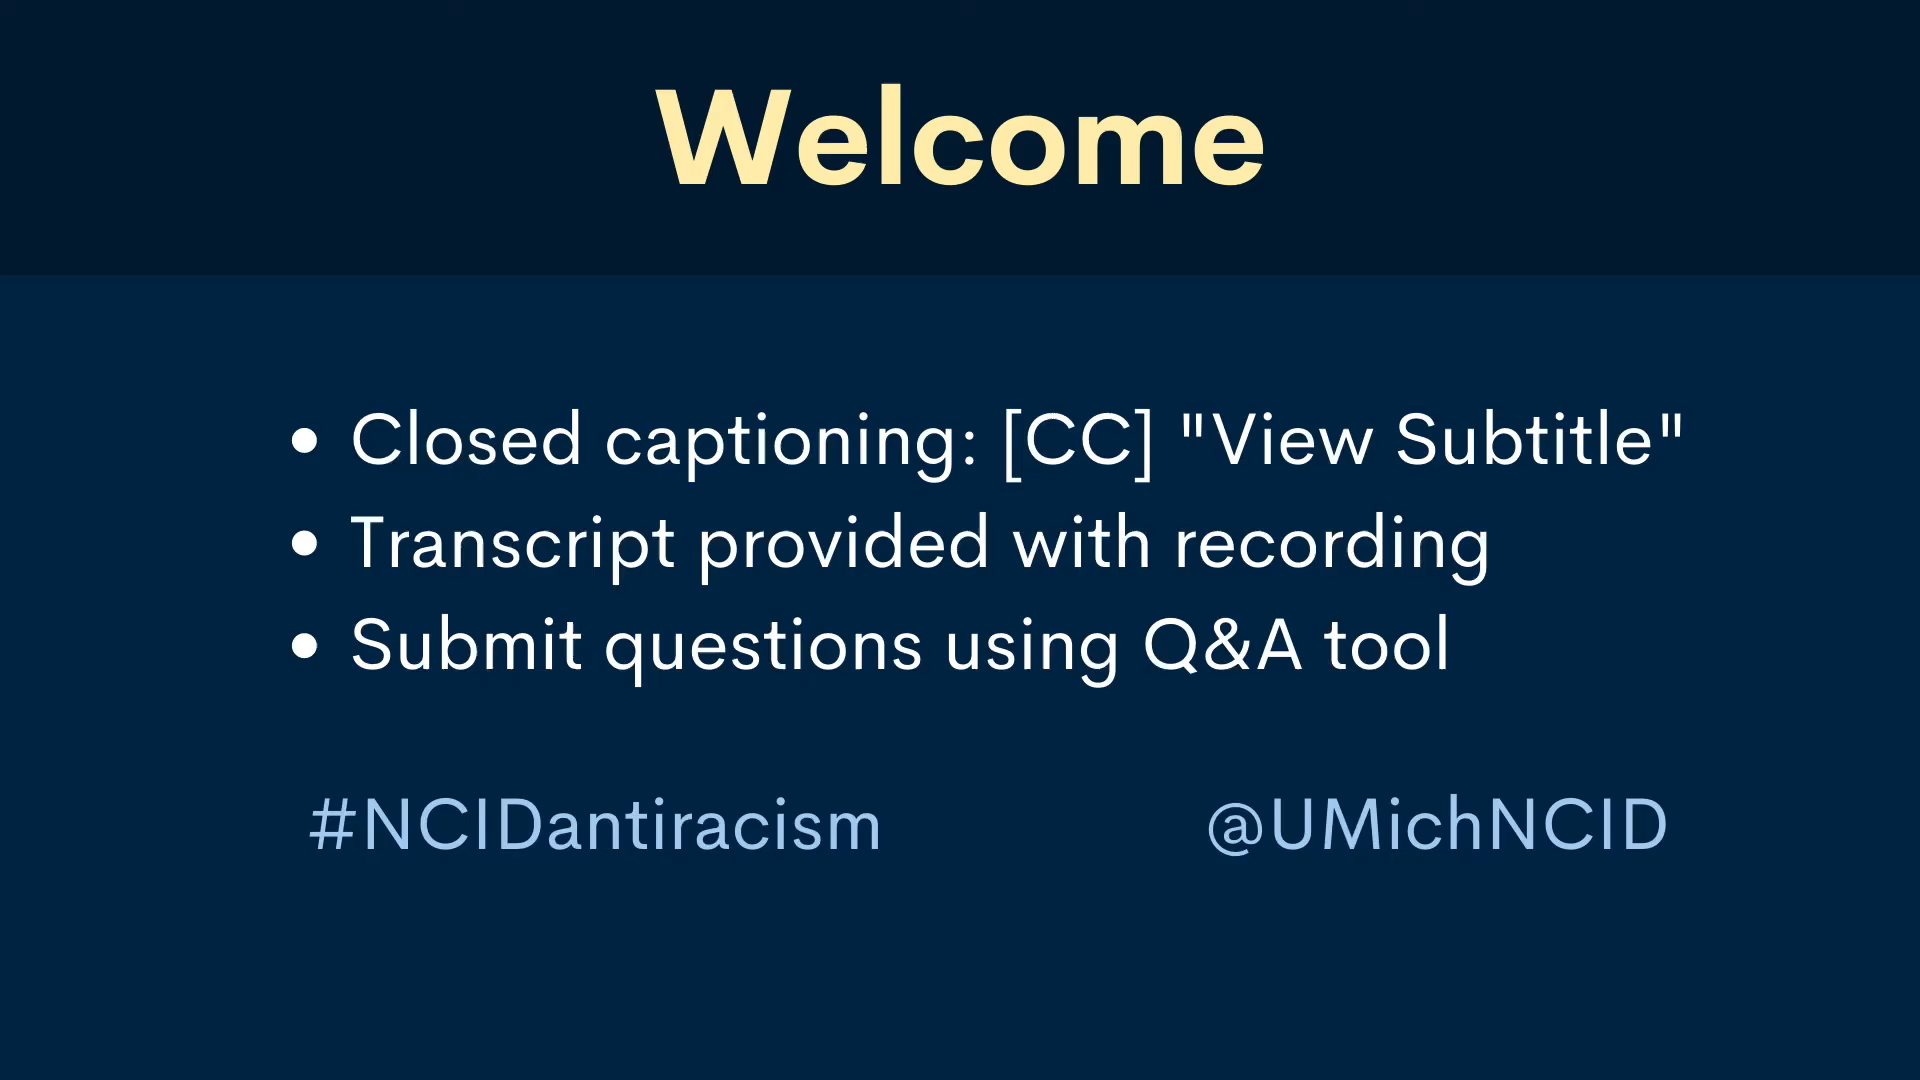 Welcome
• Closed captioning: [CC] "View Subtitle"
• Transcript provided with recording
• Submit questions using Q&A tool
#NCIDantiracism @UMichNCID